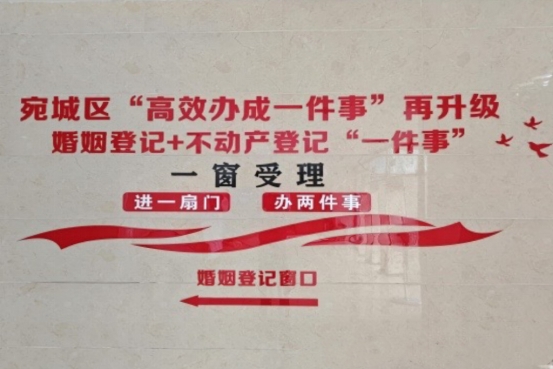 宛城区“高效办成一件事”再升级
婚姻登记+不动产登记“一件事”
一窗受理
进一扇门 办两件事
婚姻登记窗口